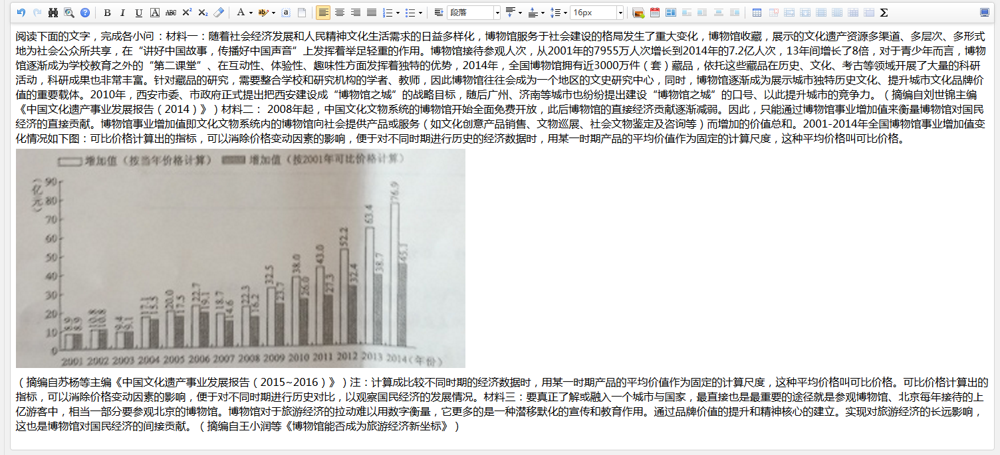 段落
16px
阅读下面的文字，完成各小问：材料一：随着社会经济发展和人民精神文化生活需求的日益多样化，博物馆服务于社会建设的格局发生了重大变化，博物馆收藏，展示的文化遗产资源多渠道、多层次、多形式
地为社会公众所共享，在“讲好中国故事，传播好中国声音”上发挥着举足轻重的作用。博物馆接待参观人次，从2001年的7955万人次增长到2014年的7.2亿人次，13年间增长了8倍，对于青少年而言，博物
馆逐渐成为学校教育之外的“第二课堂”、在互动性、体验性、趣味性方面发挥着独特的优势，2014年，全国博物馆拥有近3000万件（套）藏品，依托这些藏品在历史、文化、考古等领域开展了大量的科研
活动，科研成果也非常丰富。针对藏品的研究，需要整合学校和研究机构的学者、教师，因此博物馆往往会成为一个地区的文史研究中心，同时，博物馆逐渐成为展示城市独特历史文化、提升城市文化品牌价
值的重要载体。2010年，西安市委、市政府正式提出把西安建设成“博物馆之城”的战略目标，随后广州、济南等城市也纷纷提出建设“博物馆之城”的口号、以此提升城市的竞争力。（摘编自刘世锦主编
《中国文化遗产事业发展报告（2014）》）材料二： 2008年起，中国文化文物系统的博物馆开始全面免费开放，此后博物馆的直接经济贡献逐渐减弱。因此，只能通过博物馆事业增加值来衡量博物馆对国民
经济的直接贡献。博物馆事业增加值即文化文物系统内的博物馆向社会提供产品或服务（如文化创意产品销售、文物巡展、社会文物鉴定及咨询等）而增加的价值总和。2001-2014年全国博物馆事业增加值变
化情况如下图：可比价格计算出的指标，可以消除价格变动因素的影响，便于对不同时期进行历史的经济数据时，用某一时期产品的平均价值作为固定的计算尺度，这种平均价格叫可比价格。
增加值（按当年价格计算） 增加值（按2001年可比价格计算）
（亿元）
90
80
70
60
50
40
30
20
10
0
8.9 8.9 10.8 10.8 9.4 9.1 17.1 15.5 20.0 17.5 22.7 19.1 18.7 14.6 22.3 16.2 32.5 23.7 38.0 26.0 43.0 27.3 52.2 32.4 63.4 38.7 76.9 45.1
2001 2002 2003 2004 2005 2006 2007 2008 2009 2010 2011 2012 2013 2014（年份）
（摘编自苏杨等主编《中国文化遗产事业发展报告（2015~2016）》）注：计算成比较不同时期的经济数据时，用某一时期产品的平均价值作为固定的计算尺度，这种平均价格叫可比价格。可比价格计算出的
指标，可以消除价格变动因素的影响，便于对不同时期进行历史对比，以观察国民经济的发展情况。材料三：要真正了解或融入一个城市与国家，最直接也是最重要的途径就是参观博物馆、北京每年接待的上
亿游客中，相当一部分要参观北京的博物馆。博物馆对于旅游经济的拉动难以用数字衡量，它更多的是一种潜移默化的宣传和教育作用。通过品牌价值的提升和精神核心的建立。实现对旅游经济的长远影响，
这也是博物馆对国民经济的间接贡献。（摘编自王小润等《博物馆能否成为旅游经济新坐标》）